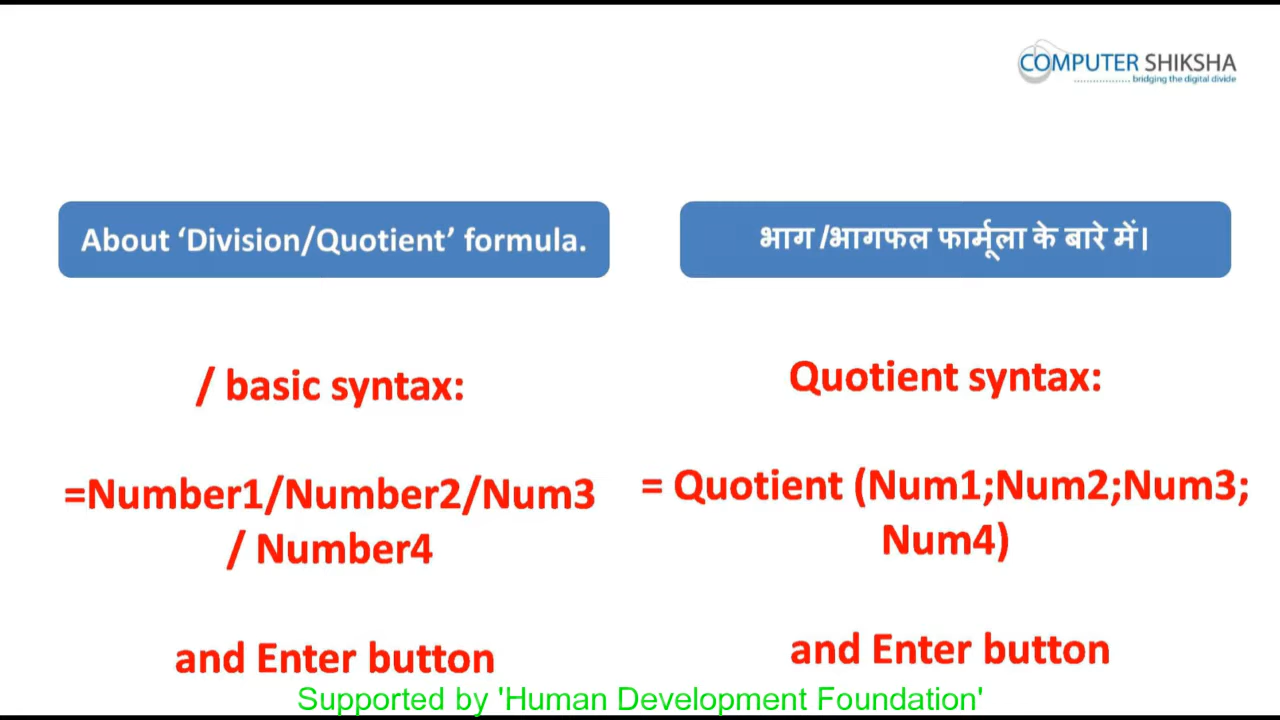 COMPUTER SHIKSHA
bridging the digital divide
About ‘Division/Quotient’ formula.
भाग /भागफल फार्मूला के बारे में।
/ basic syntax:
=Number1/Number2/Num3
/ Number4
and Enter button
Quotient syntax:
= Quotient (Num1;Num2;Num3;
Num4)
and Enter button
Supported by 'Human Development Foundation'